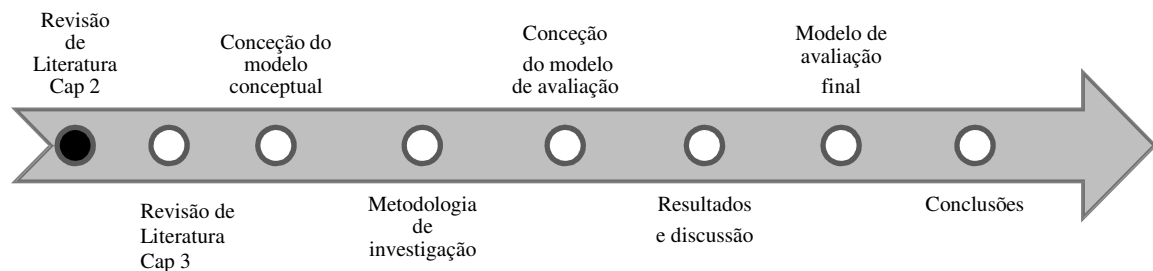 Revisão
de
Literatura
Cap 2
Revisão de
Literatura
Cap 3
Conceção do
modelo
conceptual
Metodologia
de
investigação
Conceção
do modelo
de avaliação
Resultados
e discussão
Modelo de
avaliação
final
Conclusões